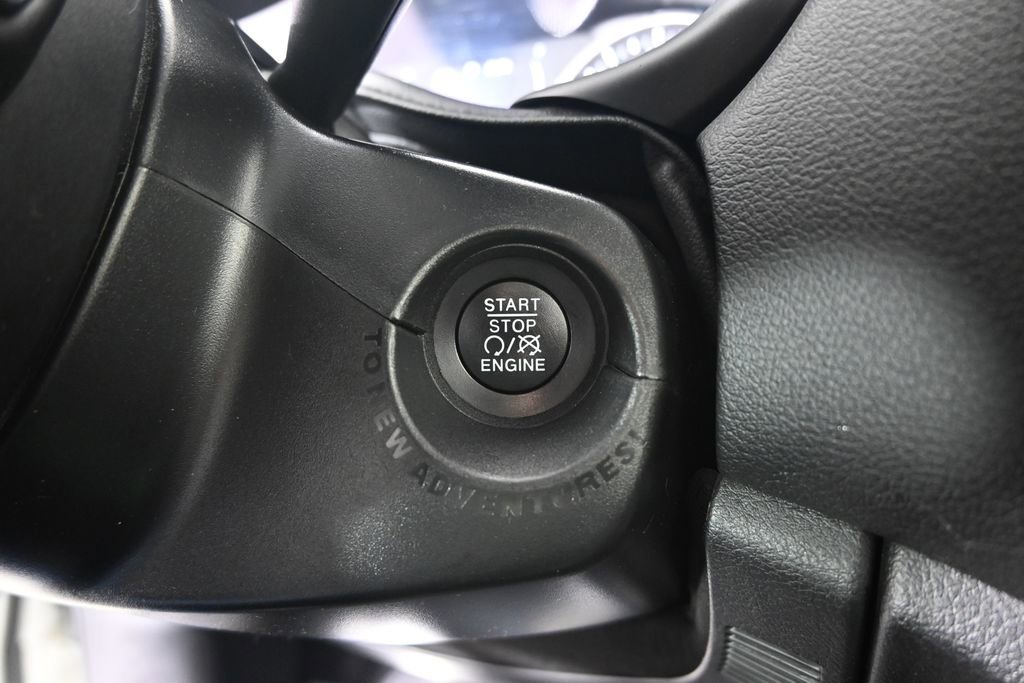 START
STOP
/
ENGINE
TO NEW ADVENTURES!